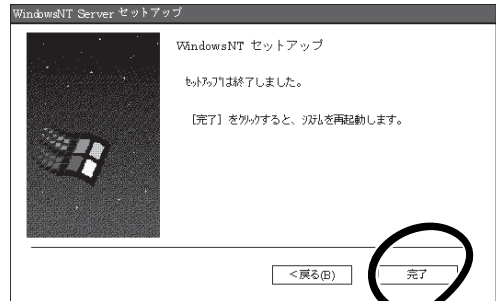 WindowsNT Server セットアップ
WindowsNT セットアップ
ｾｯﾄｱｯﾌﾟは終了しました。
［完了］をｸﾘｯｸすると、ｼｽﾃﾑを再起動します。
＜戻る(B)
完了